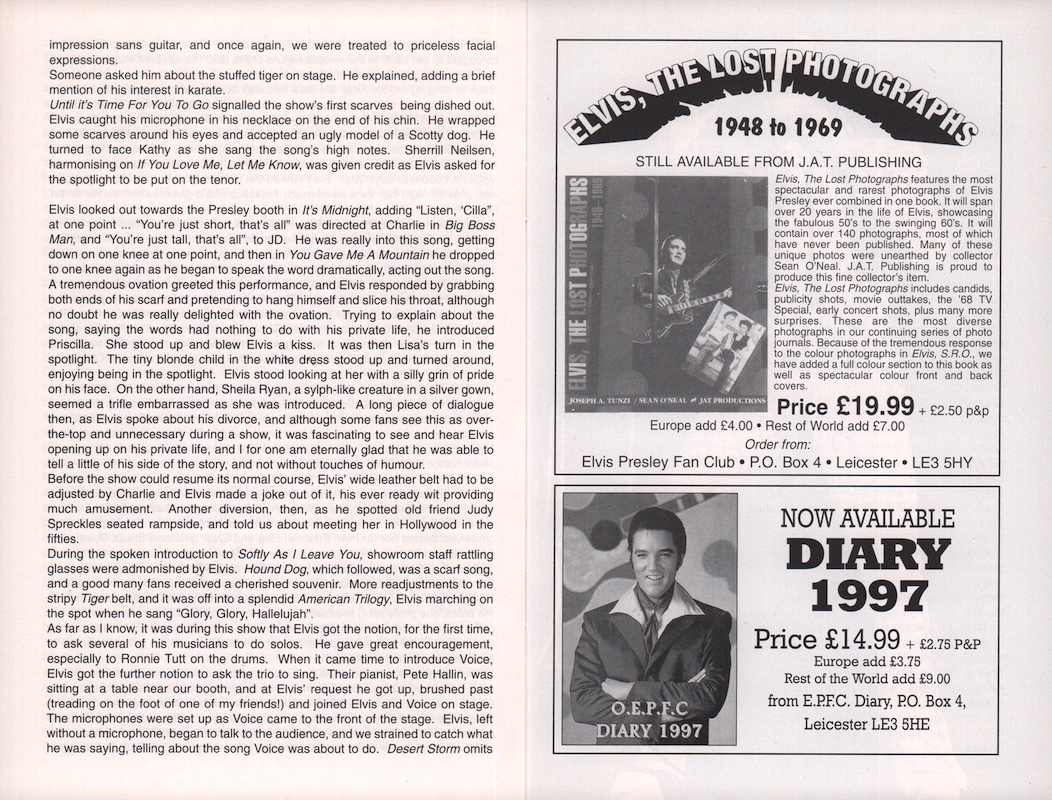 impression sans guitar, and once again, we were treated to priceless facial
expressions.
Someone asked him about the stuffed tiger on stage. He explained, adding a brief
mention of his interest in karate.
Until it's Time For You To Go signalled the show's first scarves being dished out.
Elvis caught his microphone in his necklace on the end of his chin. He wrapped
some scarves around his eyes and accepted an ugly model of a Scotty dog. He
turned to face Kathy as she sang the song's high notes. Sherrill Neilsen,
harmonising on If You Love Me, Let Me Know, was given credit as Elvis asked for
the spotlight to be put on the tenor.
Elvis looked out towards the Presley booth in It's Midnight, adding "Listen, 'Cilla",
at one point ... "You're just short, that's all" was directed at Charlie in Big Boss
Man, and "You're just tall, that's all", to JD. He was really into this song, getting
down on one knee at one point, and then in You Gave Me A Mountain he dropped
to one knee again as he began to speak the word dramatically, acting out the song.
A tremendous ovation greeted this performance, and Elvis responded by grabbing
both ends of his scarf and pretending to hang himself and slice his throat, although
no doubt he was really delighted with the ovation. Trying to explain about the
song, saying the words had nothing to do with his private life, he introduced
Priscilla. She stood up and blew Elvis a kiss. It was then Lisa's turn in the
spotlight. The tiny blonde child in the white dress stood up and turned around,
enjoying being in the spotlight. Elvis stood looking at her with a silly grin of pride
on his face. On the other hand, Sheila Ryan, a sylph-like creature in a silver gown,
seemed a trifle embarrassed as she was introduced. A long piece of dialogue
then, as Elvis spoke about his divorce, and although some fans see this as over-
the-top and unnecessary during a show, it was fascinating to see and hear Elvis
opening up on his private life, and I for one am eternally glad that he was able to
tell a little of his side of the story, and not without touches of humour.
Before the show could resume its normal course, Elvis' wide leather belt had to be
adjusted by Charlie and Elvis made a joke out of it, his ever ready wit providing
much amusement. Another diversion, then, as he spotted old friend Judy
Spreckles seated rampside, and told us about meeting her in Hollywood in the
fifties.
During the spoken introduction to Softly As I Leave You, showroom staff rattling
glasses were admonished by Elvis. Hound Dog, which followed, was a scarf song,
and a good many fans received a cherished souvenir. More readjustments to the
stripy Tiger belt, and it was off into a splendid American Trilogy, Elvis marching on
the spot when he sang "Glory, Glory, Hallelujah".
As far as I know, it was during this show that Elvis got the notion, for the first time,
to ask several of his musicians to do solos. He gave great encouragement,
especially to Ronnie Tutt on the drums. When it came time to introduce Voice,
Elvis got the further notion to ask the trio to sing. Their pianist, Pete Hallin, was
sitting at a table near our booth, and at Elvis' request he got up, brushed past
(treading on the foot of one of my friends!) and joined Elvis and Voice on stage.
The microphones were set up as Voice came to the front of the stage. Elvis, left
without a microphone, began to talk to the audience, and we strained to catch what
he was saying, telling about the song Voice was about to do. Desert Storm omits
ELVIS, THE LOST PHOTOGRAPHS
1948 to 1969
STILL AVAILABLE FROM J.A.T. PUBLISHING
ELVIS, THE LOST PHOTOGRAPHS
1948-1969
JOSEPH A. TUNZI / SEAN O'NEAL JAT PRODUCTIONS
Elvis, The Lost Photographs features the most
spectacular and rarest photographs of Elvis
Presley ever combined in one book. It will span
over 20 years in the life of Elvis, showcasing
the fabulous 50's to the swinging 60's. It will
contain over 140 photographs, most of which
have never been published. Many of these
unique photos were unearthed by collector
Sean O'Neal. J.A.T. Publishing is proud to
produce this fine collector's item.
Elvis, The Lost Photographs includes candids,
publicity shots, movie outtakes, the '68 TV
Special, early concert shots, plus many more
surprises. These are the most diverse
photographs in our continuing series of photo
journals. Because of the tremendous response
to the colour photographs in Elvis, S.R.O., we
have added a full colour section to this book as
well as spectacular colour front and back
covers.
Price £19.99 + £2.50 p&p
Europe add £4.00 • Rest of World add £7.00
Order from:
Elvis Presley Fan Club • P.O. Box 4 • Leicester • LE3 5HY
O.E.P.F.C
DIARY 1997
NOW AVAILABLE
DIARY
1997
Price £14.99 + £2.75 P&P
Europe add £3.75
Rest of the World add £9.00
from E.P.F.C. Diary, P.O. Box 4,
Leicester LE3 5HE